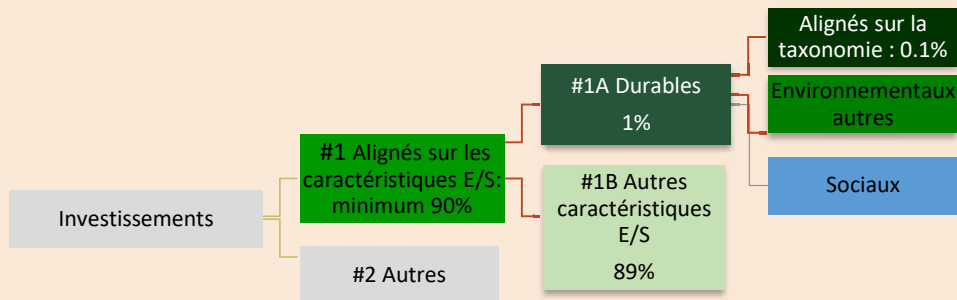 Investissements
#1 Alignés sur les
caractéristiques E/S:
minimum 90%
#2 Autres
#1A Durables
1%
#1B Autres
caractéristiques
E/S
89%
Alignés sur la
taxonomie : 0.1%
Environnementaux
autres
Sociaux